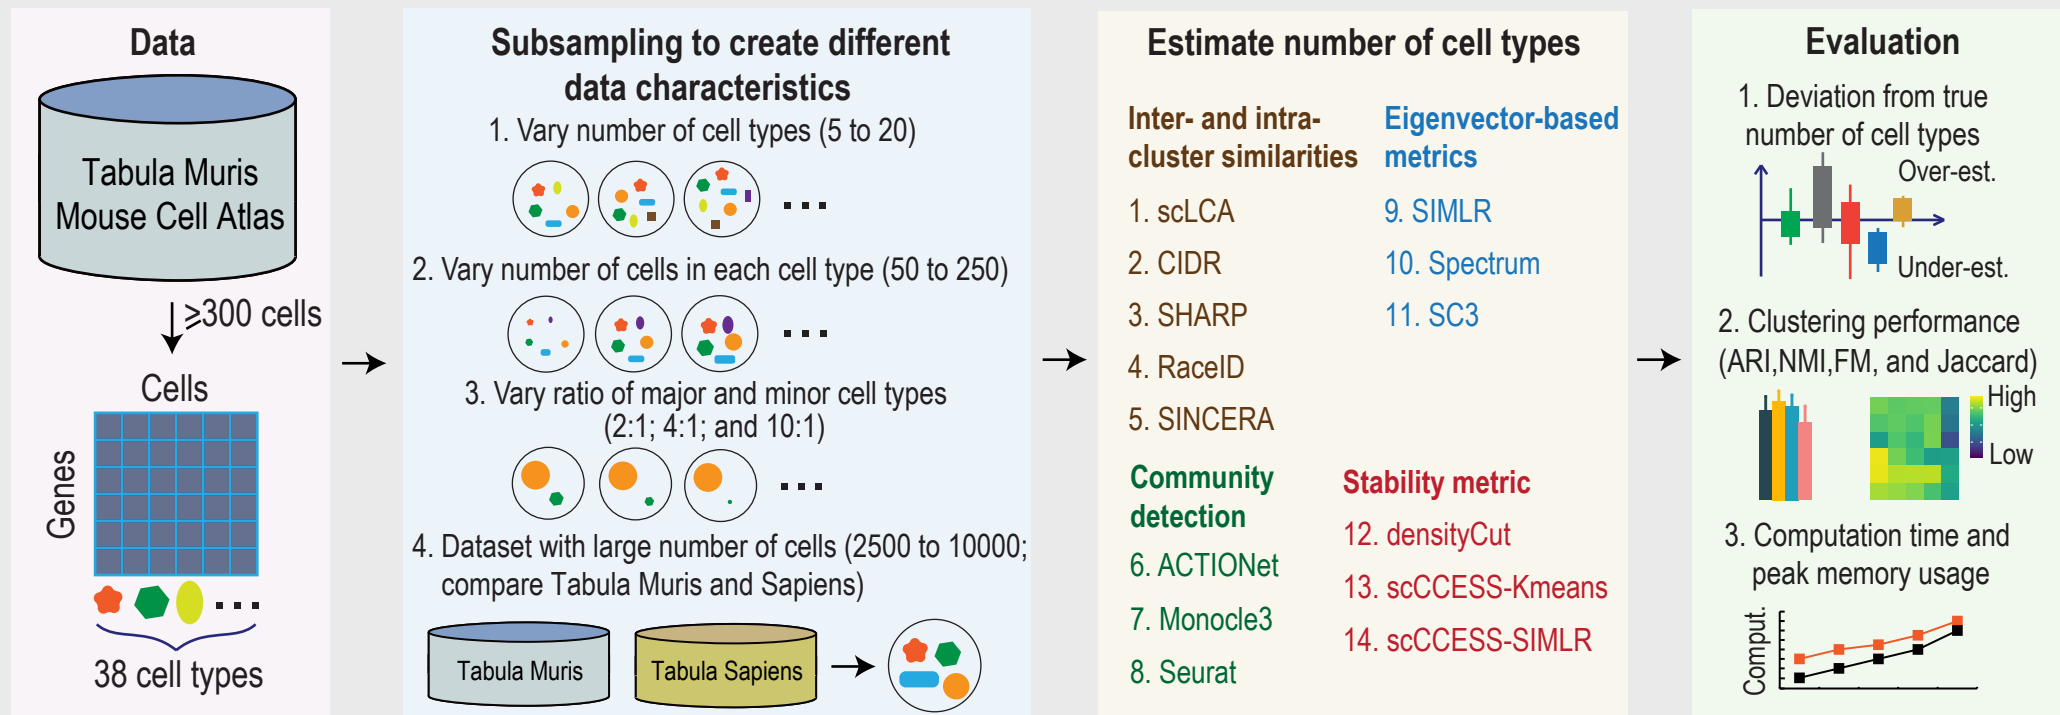 Data
Tabula Muris
Mouse Cell Atlas
⩾300 cells
Cells
Genes
38 cell types
Subsampling to create different
data characteristics
1. Vary number of cell types (5 to 20)
2. Vary number of cells in each cell type (50 to 250)
3. Vary ratio of major and minor cell types
(2:1; 4:1; and 10:1)
4. Dataset with large number of cells (2500 to 10000;
compare Tabula Muris and Sapiens)
Tabula Muris
Tabula Sapiens
Estimate number of cell types
Inter- and intra-
cluster similarities
1. scLCA
2. CIDR
3. SHARP
4. RaceID
5. SINCERA
Eigenvector-based
metrics
9. SIMLR
10. Spectrum
11. SC3
Community
detection
6. ACTIONet
7. Monocle3
8. Seurat
Stability metric
12. densityCut
13. scCCESS-Kmeans
14. scCCESS-SIMLR
Evaluation
1. Deviation from true
number of cell types
Over-est.
Under-est.
2. Clustering performance
(ARI,NMI,FM, and Jaccard)
High
Low
3. Computation time and
peak memory usage
Comput.